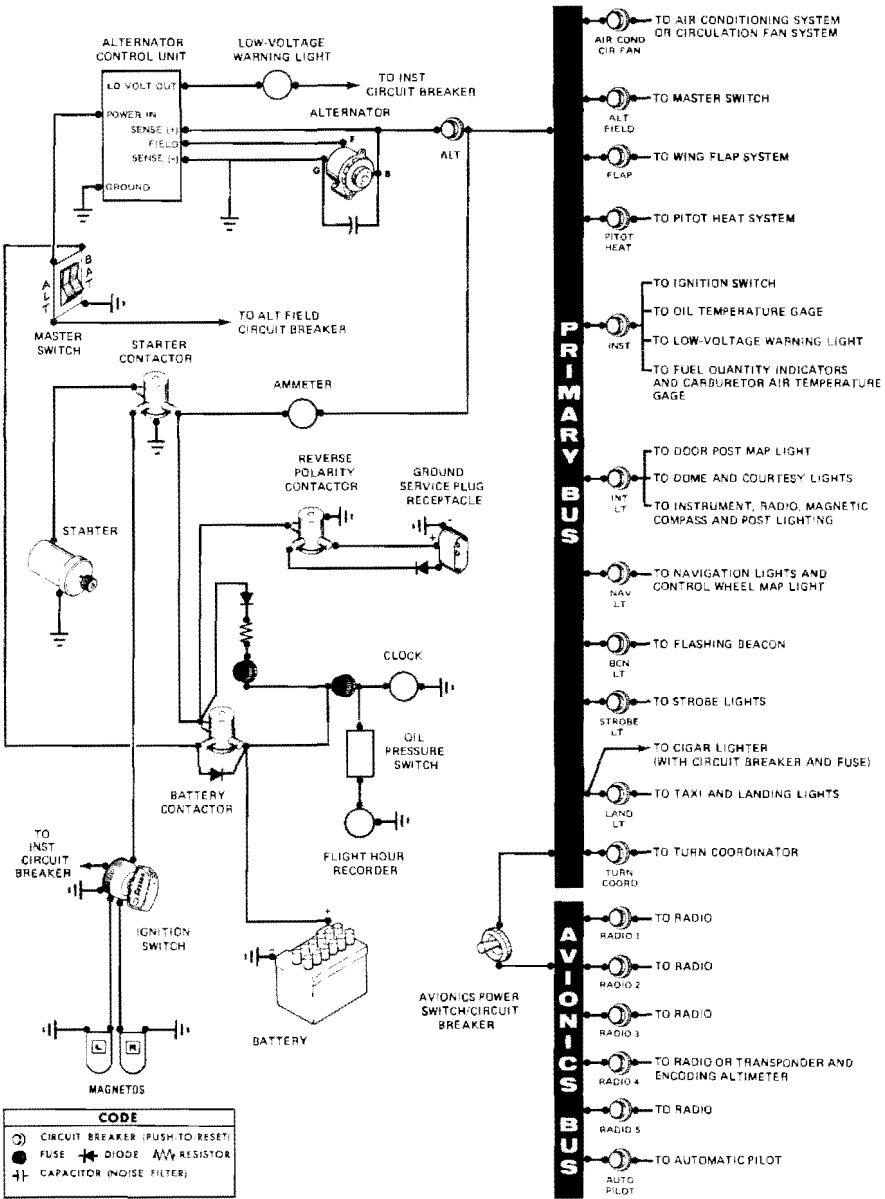 ALTERNATOR
CONTROL UNIT
LOW-VOLTAGE
WARNING LIGHT
LO VOLT OUT
TO INST
CIRCUIT BREAKER
POWER IN
ALTERNATOR
SENSE (+)
FIELD
F
SENSE (-)
G
B
ALT
GROUND
BAT
ALT
MASTER
SWITCH
TO ALT FIELD
CIRCUIT BREAKER
STARTER
CONTACTOR
AMMETER
REVERSE
POLARITY
CONTACTOR
GROUND
SERVICE PLUG
RECEPTACLE
-
+
STARTER
CLOCK
OIL
PRESSURE
SWITCH
BATTERY
CONTACTOR
TO
INST
CIRCUIT
BREAKER
FLIGHT HOUR
RECORDER
IGNITION
SWITCH
+
-
BATTERY
AVIONICS POWER
SWITCH/CIRCUIT
BREAKER
L
R
MAGNETOS
PRIMARY BUS
AIR COND
CIR FAN
TO AIR CONDITIONING SYSTEM
OR CIRCULATION FAN SYSTEM
ALT
FIELD
TO MASTER SWITCH
FLAP
TO WING FLAP SYSTEM
PITOT
HEAT
TO PITOT HEAT SYSTEM
INST
TO IGNITION SWITCH
TO OIL TEMPERATURE GAGE
TO LOW-VOLTAGE WARNING LIGHT
TO FUEL QUANTITY INDICATORS
AND CARBURETOR AIR TEMPERATURE
GAGE
INT
LT
TO DOOR POST MAP LIGHT
TO DOME AND COURTESY LIGHTS
TO INSTRUMENT, RADIO, MAGNETIC
COMPASS AND POST LIGHTING
NAV
LT
TO NAVIGATION LIGHTS AND
CONTROL WHEEL MAP LIGHT
BCN
LT
TO FLASHING BEACON
STROBE
LT
TO STROBE LIGHTS
TO CIGAR LIGHTER
(WITH CIRCUIT BREAKER AND FUSE)
LAND
LT
TO TAXI AND LANDING LIGHTS
TURN
COORD
TO TURN COORDINATOR
AVIONICS BUS
RADIO 1
TO RADIO
RADIO 2
TO RADIO
RADIO 3
TO RADIO
RADIO 4
TO RADIO OR TRANSPONDER AND
ENCODING ALTIMETER
RADIO 5
TO RADIO
AUTO
PILOT
TO AUTOMATIC PILOT
CODE
CIRCUIT BREAKER (PUSH-TO-RESET)
FUSE DIODE RESISTOR
CAPACITOR (NOISE FILTER)